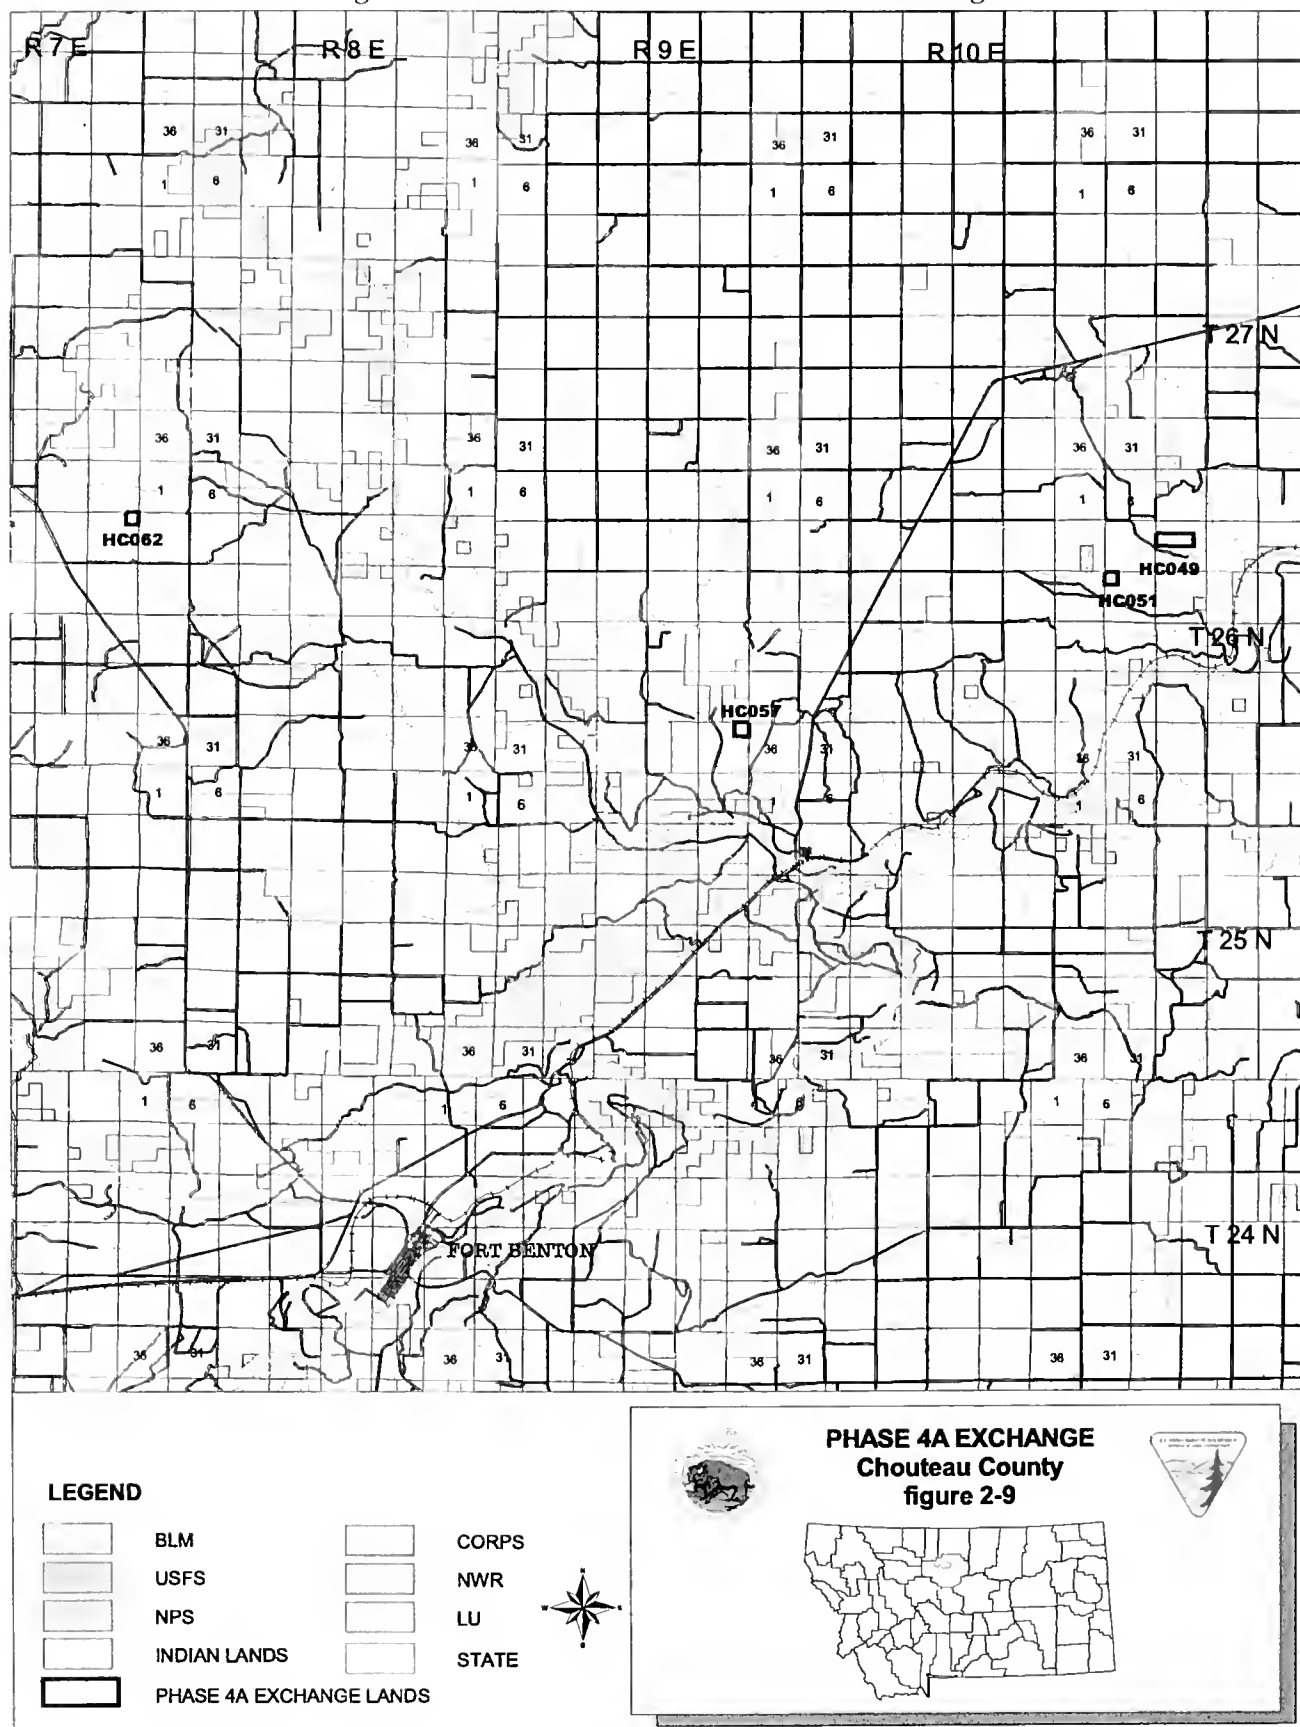 R 7 E R 8 E R 9 E R 10 E
36 31 36 31 36 31 36 31
1 6 1 6 1 6 1 6
T 27 N
36 31 36 31 36 31 36 31
1 6 1 6 1 6 1 6
HC062
HC049
HC051
T 26 N
HC057
36 31 36 31 36 31 36 31
1 6 1 6 1 6 1 6
T 25 N
36 31 36 31 36 31 36 31
1 6 1 6 6 1 6
T 24 N
FORT BENTON
36 31 36 31 36 31 36 31
PHASE 4A EXCHANGE
Chouteau County
figure 2-9
LEGEND
BLM
USFS
NPS
INDIAN LANDS
PHASE 4A EXCHANGE LANDS
CORPS
NWR
LU
STATE
N
W E
S